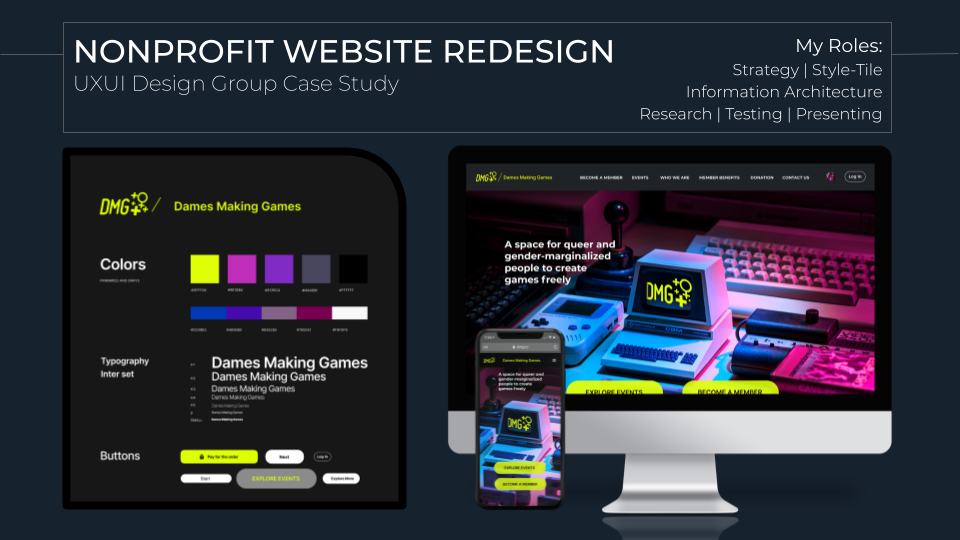 NONPROFIT WEBSITE REDESIGN
UXUI Design Group Case Study
My Roles:
Strategy | Style-Tile
Information Architecture
Research | Testing | Presenting
DMG / Dames Making Games
Colors
Typography
Inter set
Dames Making Games
Dames Making Games
Dames Making Games
Dames Making Games
Dames Making Games
Dames Making Games
Dames Making Games
Buttons
Pay for the order
Next
Log In
Start
EXPLORE EVENTS
Explore More
DMG / Dames Making Games
BECOME A MEMBER
EVENTS
WHO WE ARE
MEMBER BENEFITS
DONATION
CONTACT US
Log In
A space for queer and
gender-marginalized
people to create
games freely
DMG
EXPLORE EVENTS
BECOME A MEMBER
DMG
Dames Making Games
A space for queer and
gender-marginalized
people to create
games freely
DMG
EXPLORE EVENTS
BECOME A MEMBER